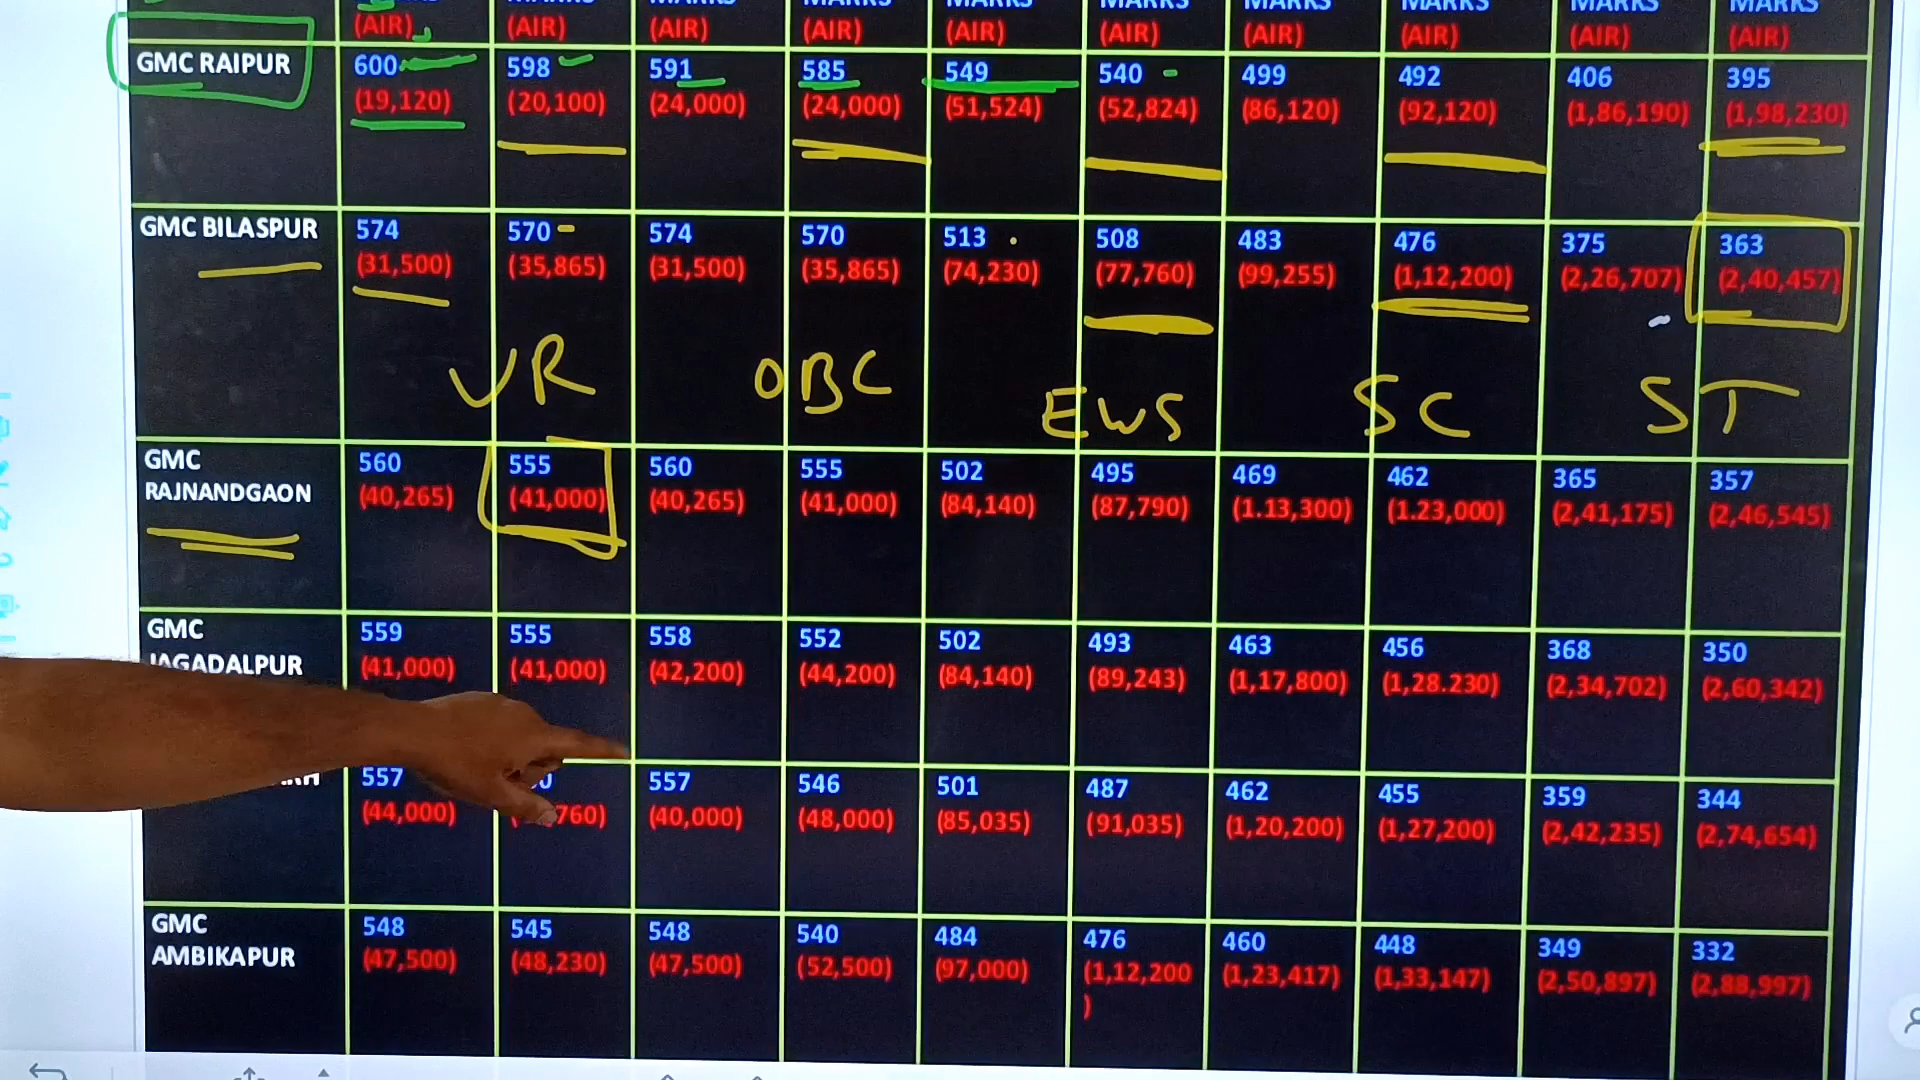 MARKS MARKS MARKS MARKS MARKS MARKS MARKS MARKS
(AIR) (AIR) (AIR) (AIR) (AIR) (AIR) (AIR) (AIR) (AIR) (AIR)
GMC RAIPUR 600 598 591 585 549 540 499 492 406 395
(19,120) (20,100) (24,000) (24,000) (51,524) (52,824) (86,120) (92,120) (1,86,190) (1,98,230)
GMC BILASPUR 574 570 574 570 513 508 483 476 375 363
(31,500) (35,865) (31,500) (35,865) (74,230) (77,760) (99,255) (1,12,200) (2,26,707) (2,40,457)
UR OBC EWS SC ST
GMC 560 555 560 555 502 495 469 462 365 357
RAJNANDGAON (40,265) (41,000) (40,265) (41,000) (84,140) (87,790) (1.13,300) (1.23,000) (2,41,175) (2,46,545)
GMC 559 555 558 552 502 493 463 456 368 350
JAGADALPUR (41,000) (41,000) (42,200) (44,200) (84,140) (89,243) (1,17,800) (1,28.230) (2,34,702) (2,60,342)
557 557 546 501 487 462 455 359 344
(44,000) (40,000) (48,000) (85,035) (91,035) (1,20,200) (1,27,200) (2,42,235) (2,74,654)
GMC 548 545 548 540 484 476 460 448 349 332
AMBIKAPUR (47,500) (48,230) (47,500) (52,500) (97,000) (1,12,200 (1,23,417) (1,33,147) (2,50,897) (2,88,997)
)